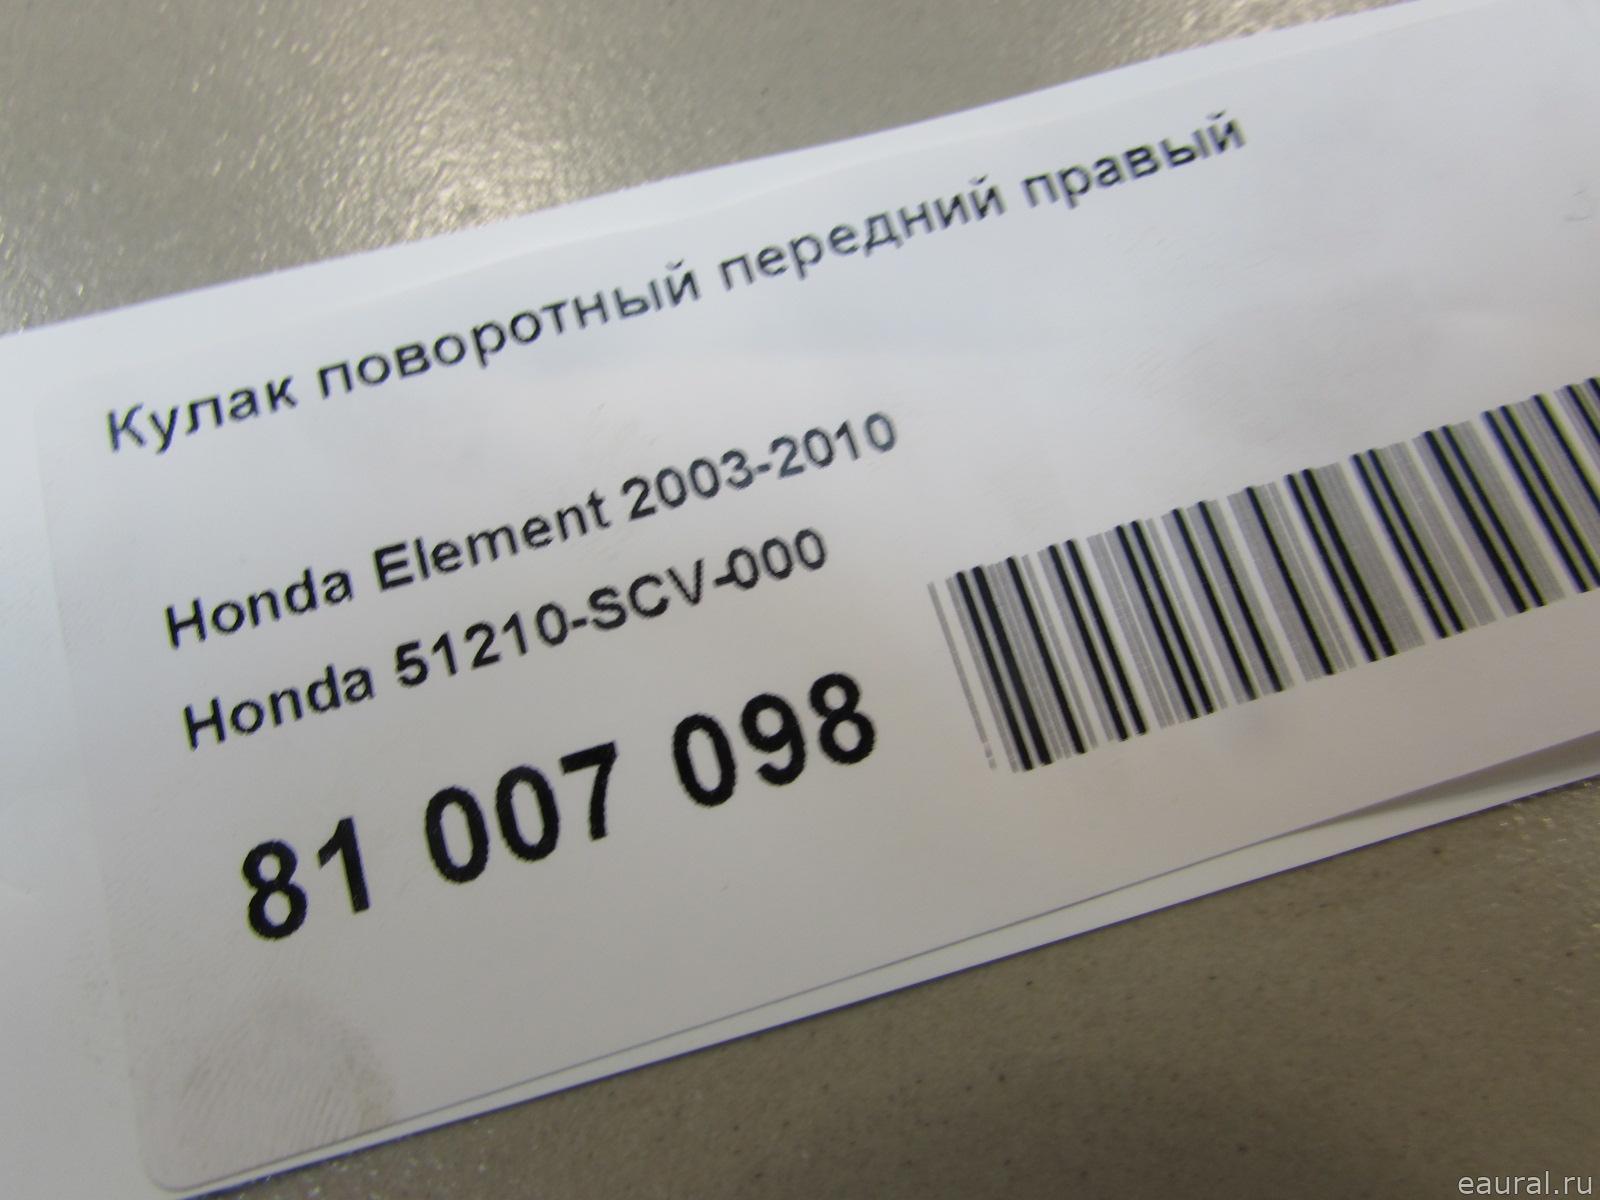 Кулак поворотный передний правый
Honda Element 2003-2010
Honda 51210-SCV-000
81 007 098
eaural.ru